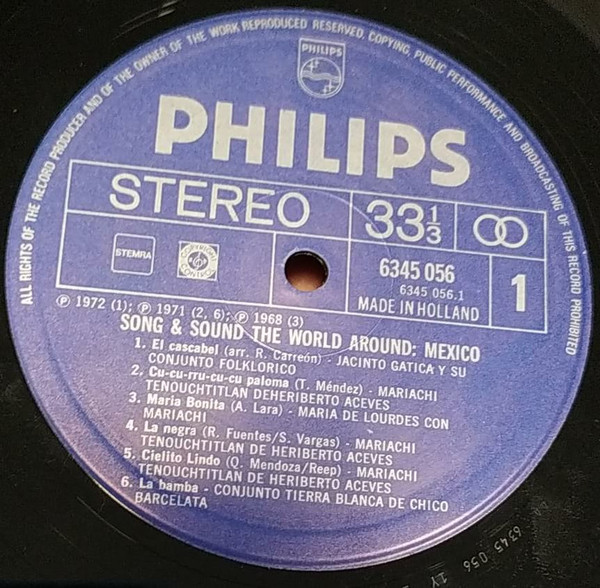 ALL RIGHTS OF THE RECORD PRODUCER AND OF THE OWNER OF THE WORK REPRODUCED RESERVED. COPYING, PUBLIC PERFORMANCE AND BROADCASTING OF THIS RECORD PROHIBITED
PHILIPS
PHILIPS
STEREO
33 1/3
STEMRA
COPYRIGHT CONTROL
6345 056
6345 056.1
MADE IN HOLLAND
1
℗ 1972 (1); ℗ 1971 (2, 6); ℗ 1968 (3)
SONG & SOUND THE WORLD AROUND: MEXICO
1. El cascabel (arr. R. Carreón) - JACINTO GATICA Y SU
CONJUNTO FOLKLORICO
2. Cu-cu-rru-cu-cu paloma (T. Méndez) - MARIACHI
TENOUCHTITLAN DEHERIBERTO ACEVES
3. Maria Bonita (A. Lara) - MARIA DE LOURDES CON
MARIACHI
4. La negra (R. Fuentes/S. Vargas) - MARIACHI
TENOUCHTITLAN DE HERIBERTO ACEVES
5. Cielito Lindo (Q. Mendoza/Reep) - MARIACHI
TENOUCHTITLAN DE HERIBERTO ACEVES
6. La bamba - CONJUNTO TIERRA BLANCA DE CHICO
BARCELATA
6345 056 1Y